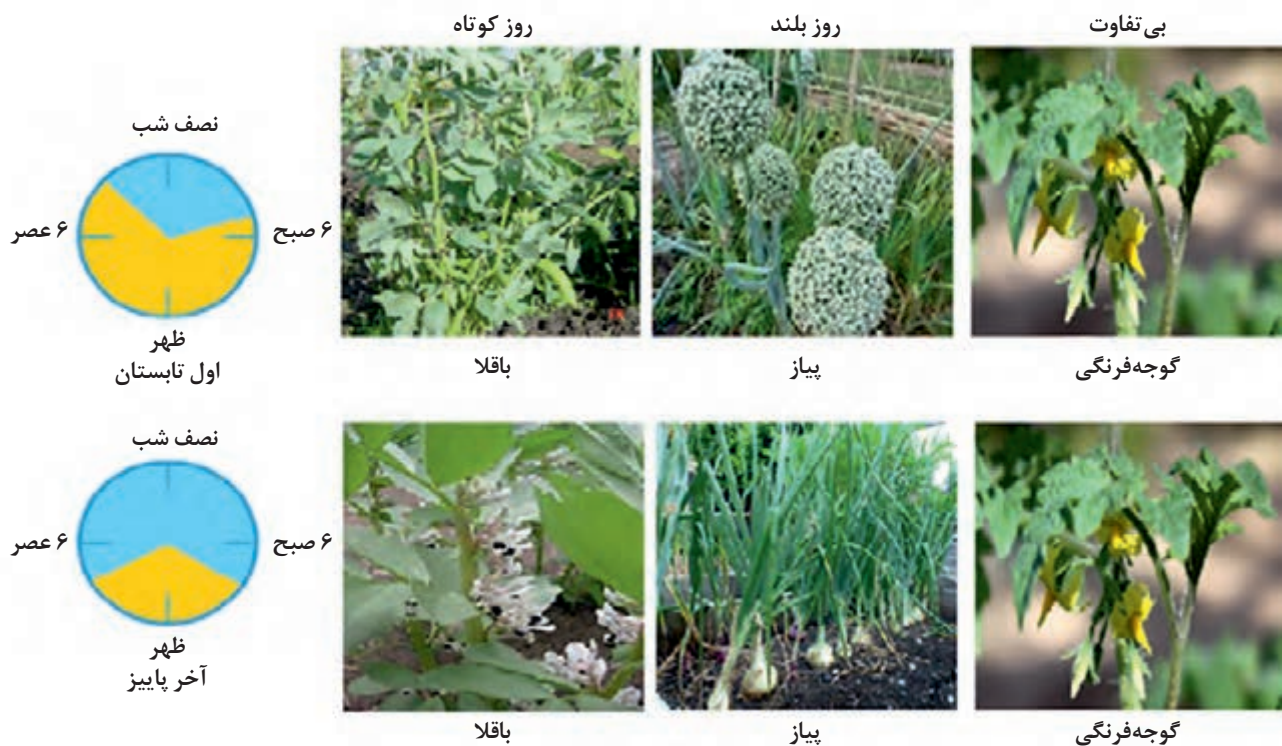 بی‌تفاوت
روز بلند
روز کوتاه
نصف شب
۶ صبح
۶ عصر
ظهر
اول تابستان
گوجه‌فرنگی
پیاز
باقلا
نصف شب
۶ صبح
۶ عصر
ظهر
آخر پاییز
گوجه‌فرنگی
پیاز
باقلا